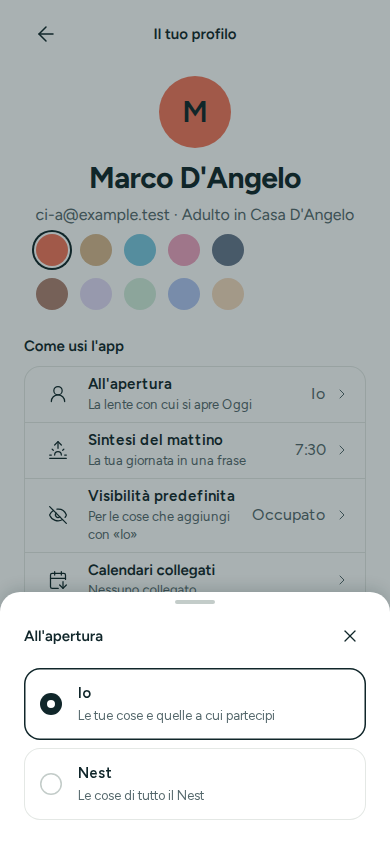 Il tuo profilo
M
Marco D'Angelo
ci-a@example.test · Adulto in Casa D'Angelo
Come usi l'app
All'apertura
La lente con cui si apre Oggi
Io
Sintesi del mattino
La tua giornata in una frase
7:30
Visibilità predefinita
Per le cose che aggiungi
con «Io»
Occupato
Calendari collegati
Nessuno collegato
All'apertura
Io
Le tue cose e quelle a cui partecipi
Nest
Le cose di tutto il Nest